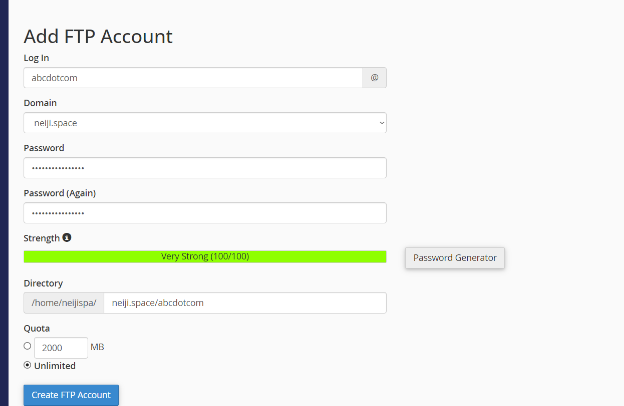 Add FTP Account
Log In
abcdotcom @
Domain
neiji.space
Password
•••••••••••••••
Password (Again)
•••••••••••••••
Strength
Very Strong (100/100)
Password Generator
Directory
/home/neijispa/ neiji.space/abcdotcom
Quota
2000 MB
Unlimited
Create FTP Account